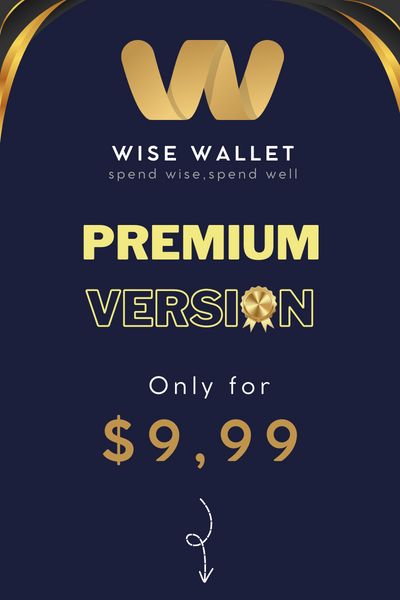 WISE WALLET
spend wise,spend well
PREMIUM
VERSION
Only for
$9,99